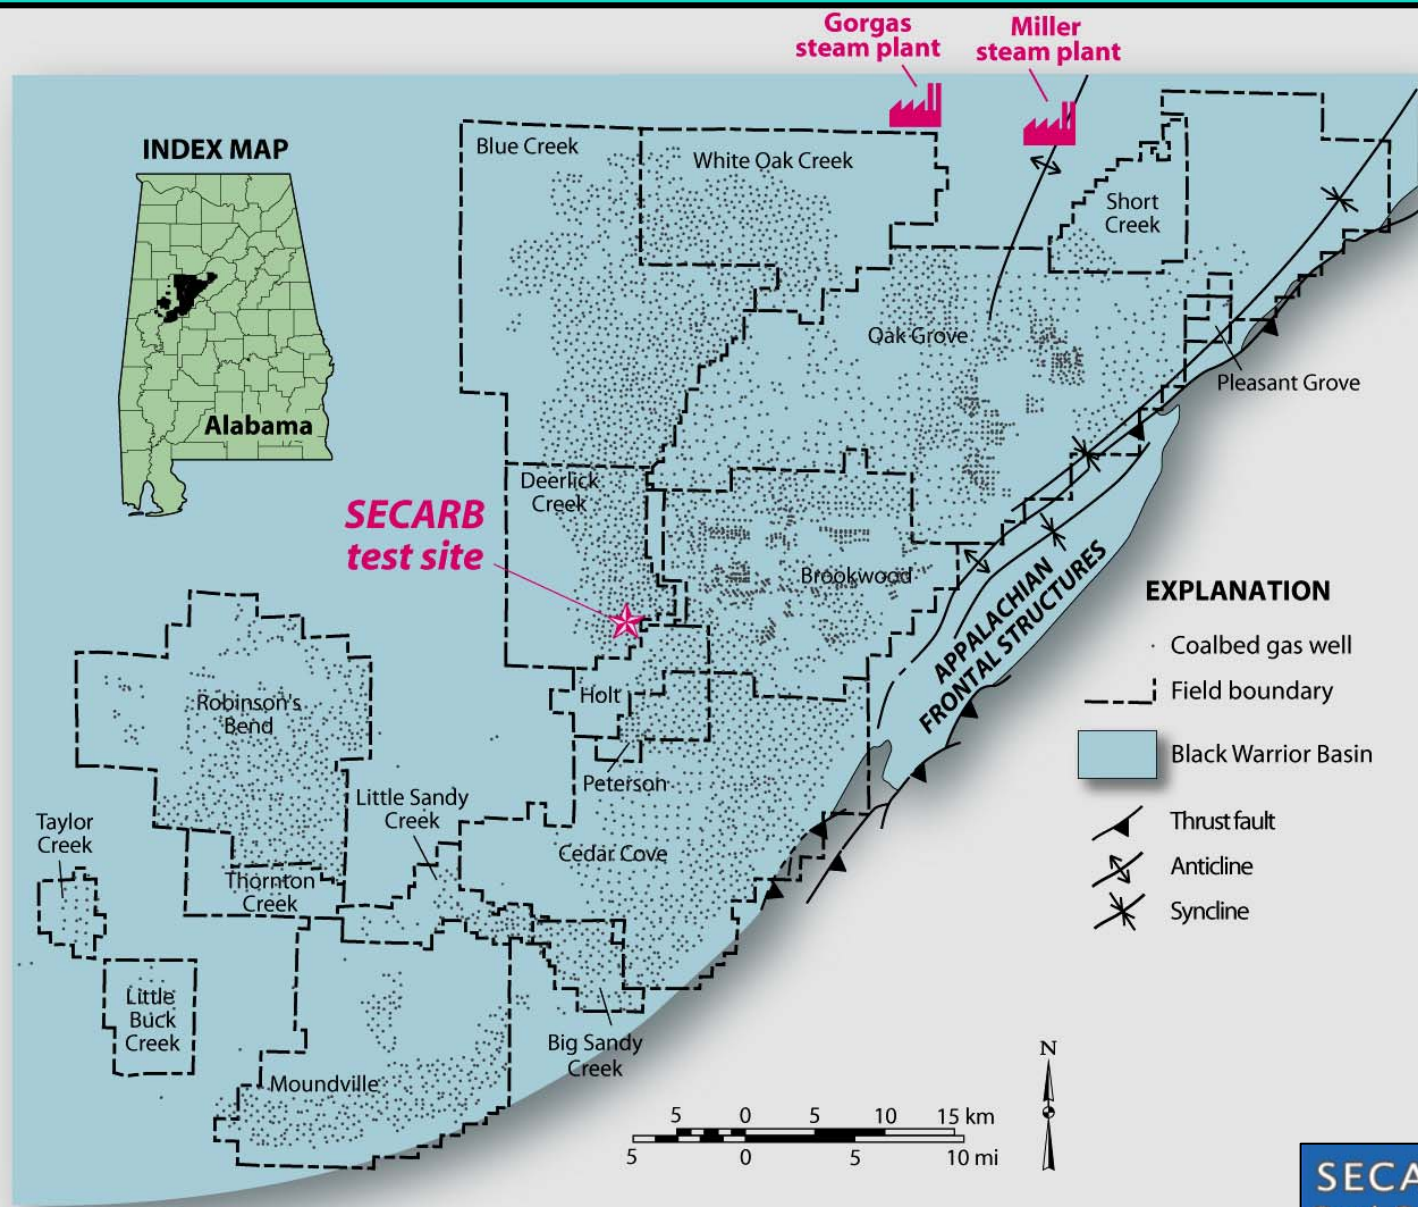 Gorgas
steam plant
Miller
steam plant
INDEX MAP
Alabama
Blue Creek
White Oak Creek
Short
Creek
Oak Grove
Pleasant Grove
Deerlick
Creek
SECARB
test site
Brookwood
APPALACHIAN
FRONTAL STRUCTURES
Robinson's
Bend
Holt
Peterson
Little Sandy
Creek
Taylor
Creek
Cedar Cove
Thornton
Creek
Little
Buck
Creek
Big Sandy
Creek
Moundville
EXPLANATION
Coalbed gas well
Field boundary
Black Warrior Basin
Thrust fault
Anticline
Syncline
N
5 0 5 10 15 km
5 0 5 10 mi
SECA